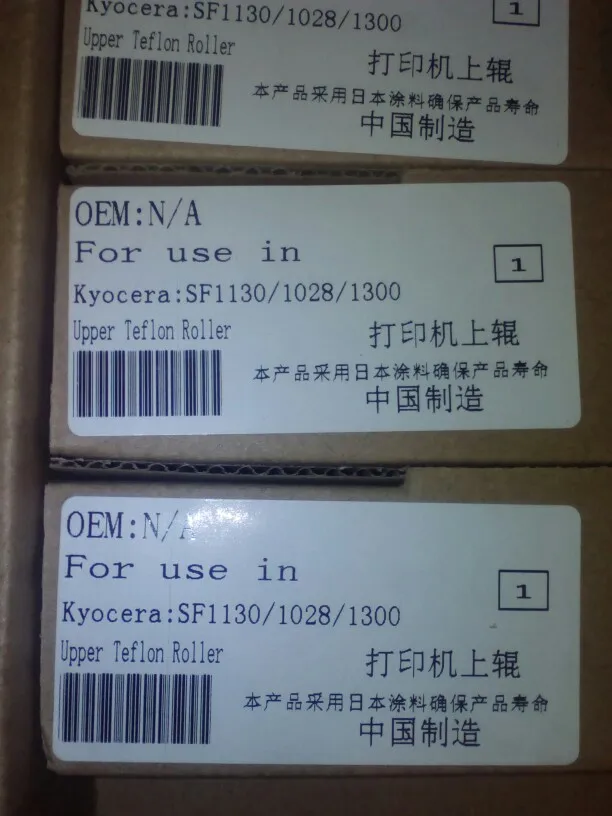 Kyocera:SF1130/1028/1300
1
Upper Teflon Roller
打印机上辊
本产品采用日本涂料确保产品寿命
中国制造
OEM:N/A
For use in
1
Kyocera:SF1130/1028/1300
Upper Teflon Roller
打印机上辊
本产品采用日本涂料确保产品寿命
中国制造
OEM:N/A
For use in
1
Kyocera:SF1130/1028/1300
Upper Teflon Roller
打印机上辊
本产品采用日本涂料确保产品寿命
中国制造